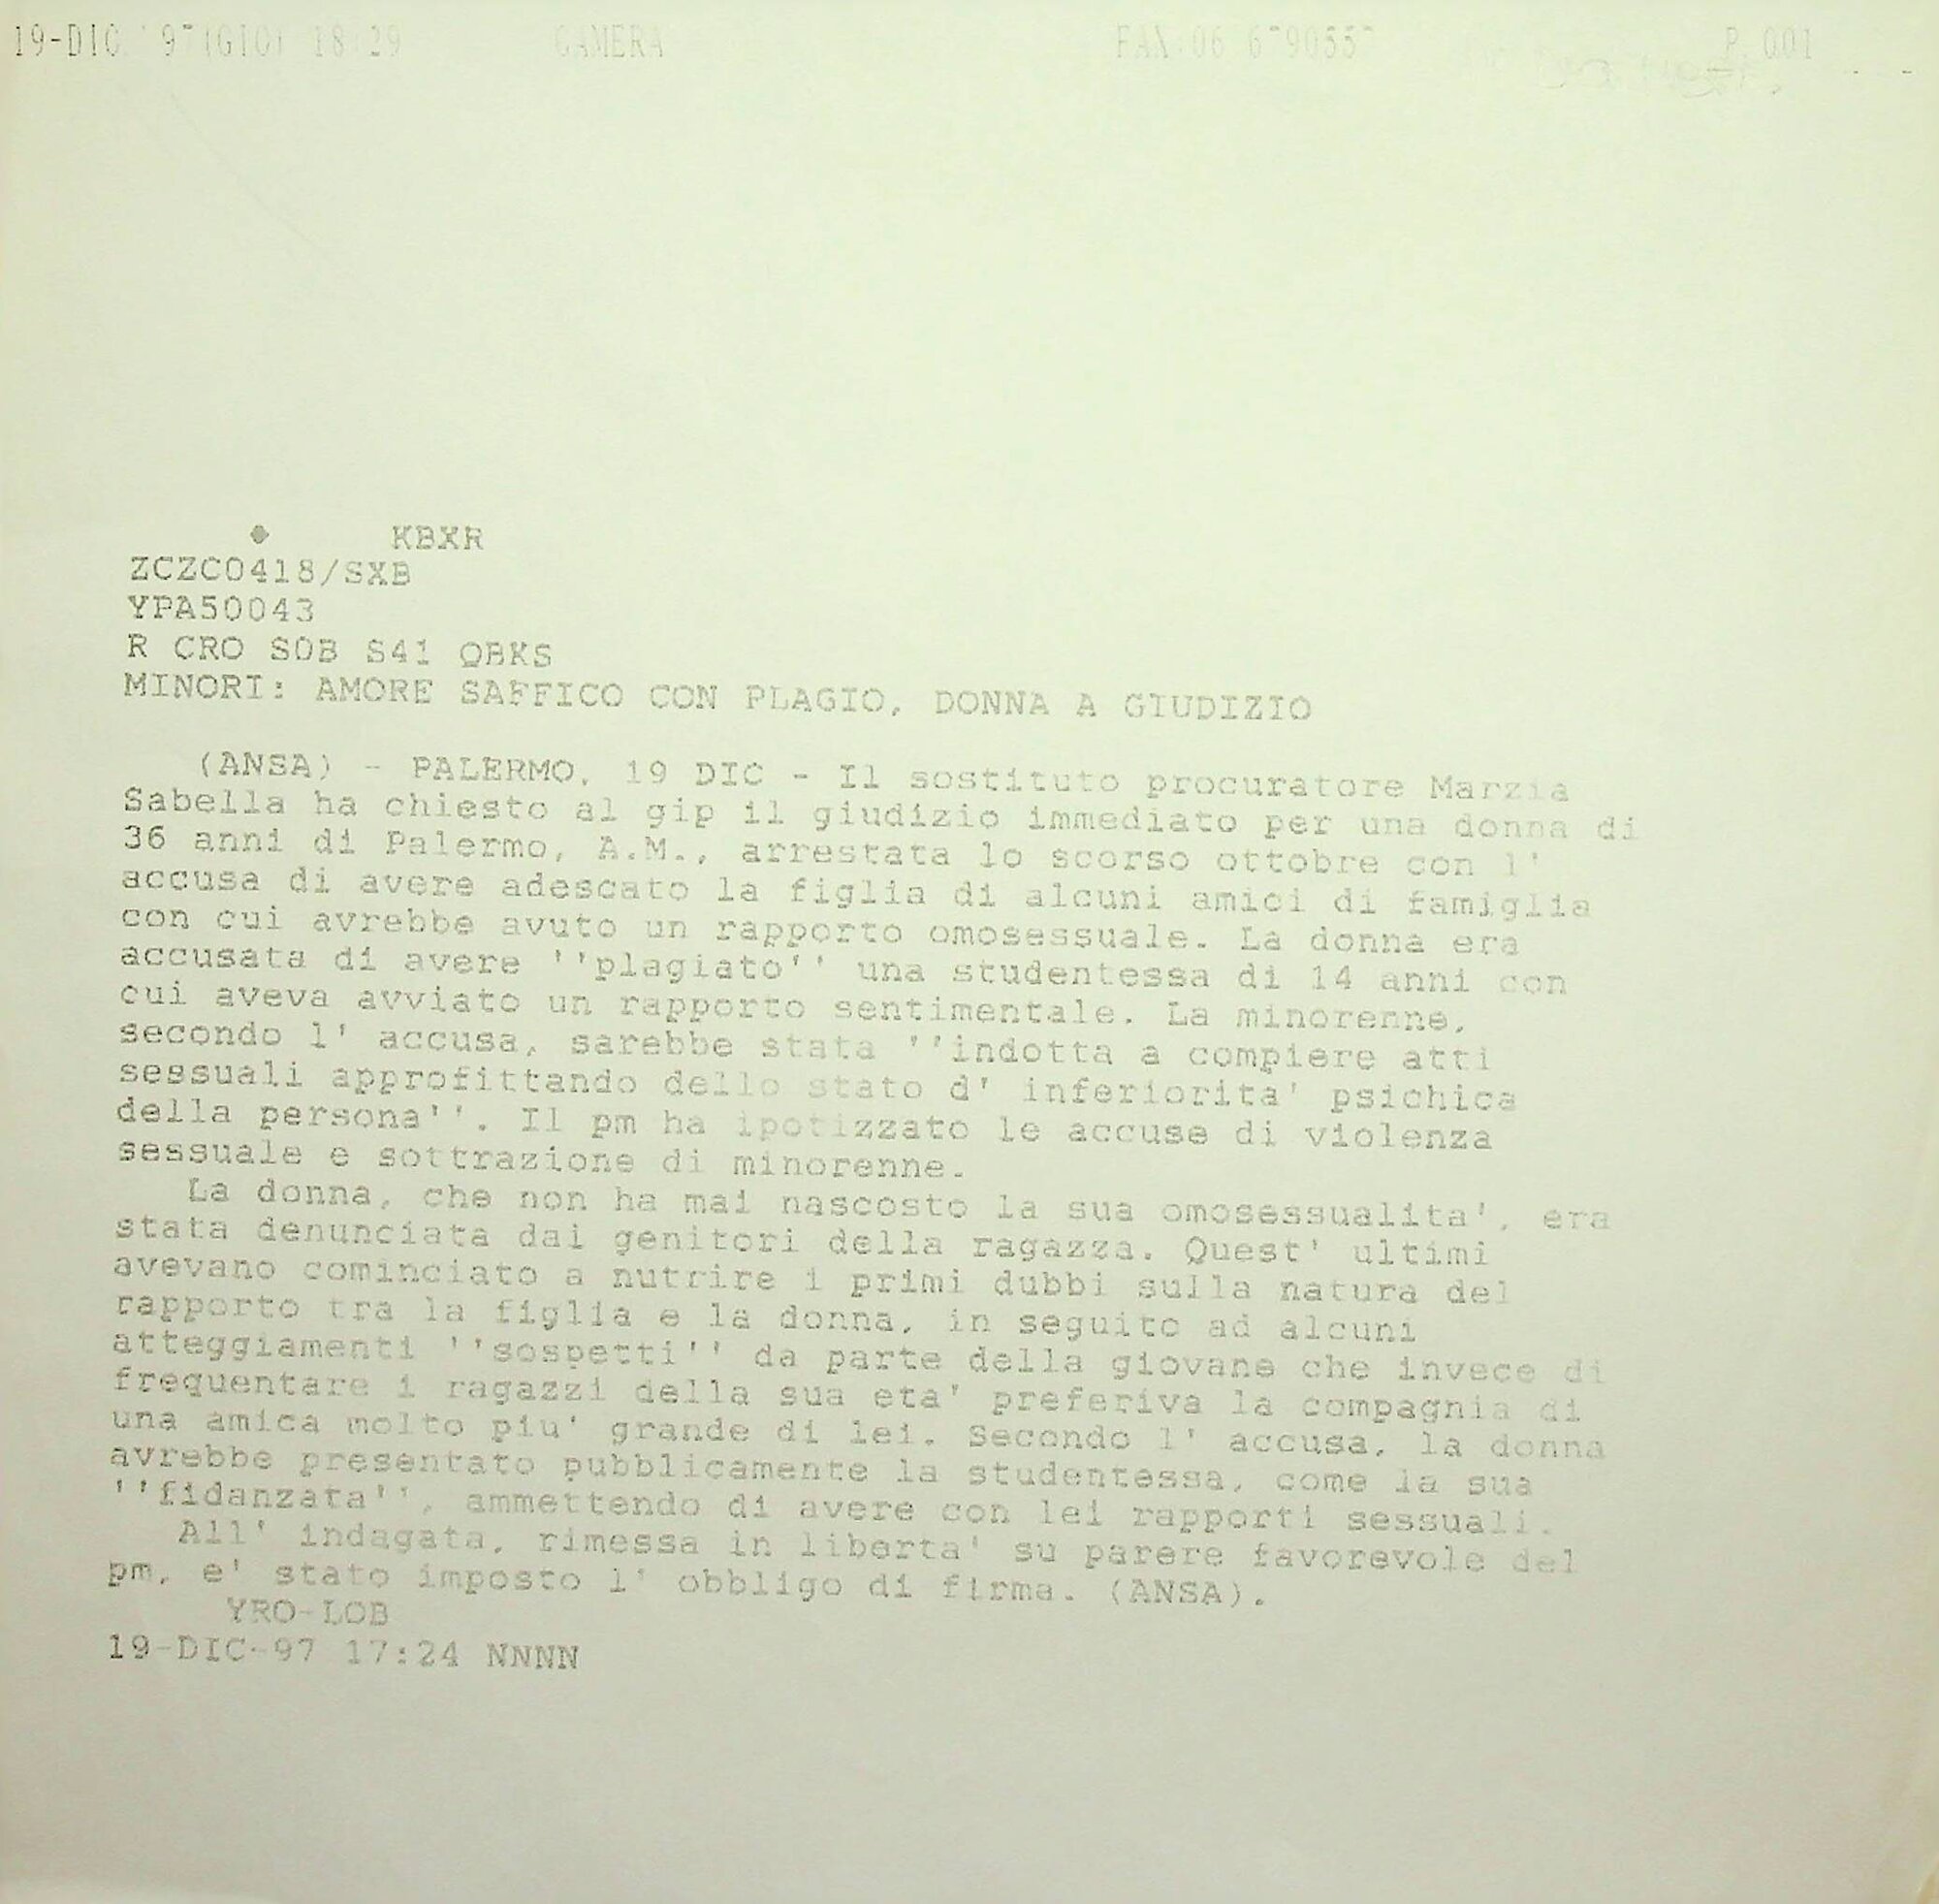 19-DIC '97(GIO) 18:29 CAMERA FAX:06 6790557 P. 001
KBXR
ZCZC0418/SXB
YPA50043
R CRO S0B S41 QBKS
MINORI: AMORE SAFFICO CON PLAGIO, DONNA A GIUDIZIO
(ANSA) - PALERMO, 19 DIC - Il sostituto procuratore Marzia
Sabella ha chiesto al gip il giudizio immediato per una donna di
36 anni di Palermo, A.M., arrestata lo scorso ottobre con l'
accusa di avere adescato la figlia di alcuni amici di famiglia
con cui avrebbe avuto un rapporto omosessuale. La donna era
accusata di avere ''plagiato'' una studentessa di 14 anni con
cui aveva avviato un rapporto sentimentale. La minorenne,
secondo l' accusa, sarebbe stata ''indotta a compiere atti
sessuali approfittando dello stato d' inferiorita' psichica
della persona''. Il pm ha ipotizzato le accuse di violenza
sessuale e sottrazione di minorenne.
La donna, che non ha mai nascosto la sua omosessualita', era
stata denunciata dai genitori della ragazza. Quest' ultimi
avevano cominciato a nutrire i primi dubbi sulla natura del
rapporto tra la figlia e la donna, in seguito ad alcuni
atteggiamenti ''sospetti'' da parte della giovane che invece di
frequentare i ragazzi della sua eta' preferiva la compagnia di
una amica molto piu' grande di lei. Secondo l' accusa, la donna
avrebbe presentato pubblicamente la studentessa, come la sua
''fidanzata'', ammettendo di avere con lei rapporti sessuali.
All' indagata, rimessa in liberta' su parere favorevole del
pm, e' stato imposto l' obbligo di firma. (ANSA).
YRO-LOB
19-DIC-97 17:24 NNNN